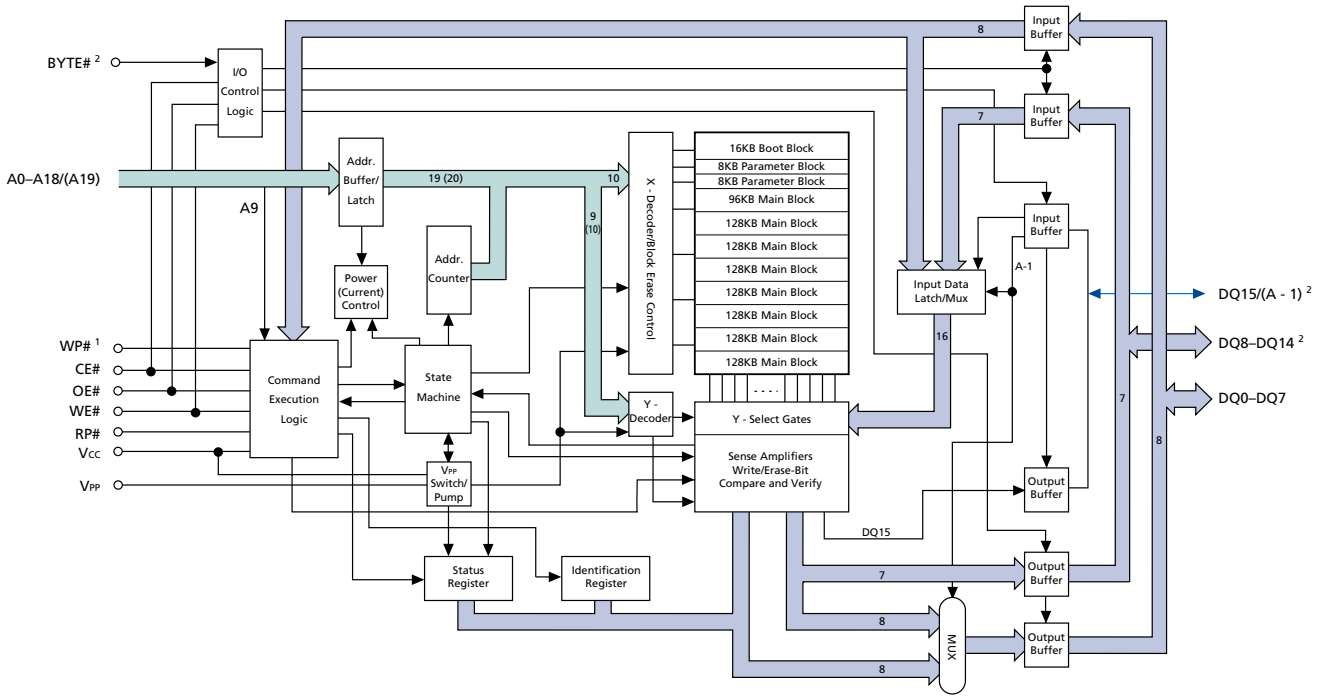 BYTE# 2
I/O
Control
Logic
A0–A18/(A19)
A9
Addr.
Buffer/
Latch
19 (20)
10
9
(10)
Power
(Current)
Control
Addr.
Counter
X - Decoder/Block Erase Control
16KB Boot Block
8KB Parameter Block
8KB Parameter Block
96KB Main Block
128KB Main Block
128KB Main Block
128KB Main Block
128KB Main Block
128KB Main Block
128KB Main Block
128KB Main Block
8
Input
Buffer
7
Input
Buffer
Input
Buffer
A-1
Input Data
Latch/Mux
16
DQ15/(A - 1) 2
DQ8–DQ14 2
DQ0–DQ7
7
8
WP# 1
CE#
OE#
WE#
RP#
VCC
VPP
Command
Execution
Logic
State
Machine
VPP
Switch/
Pump
Y -
Decoder
Y - Select Gates
Sense Amplifiers
Write/Erase-Bit
Compare and Verify
Output
Buffer
DQ15
Status
Register
Identification
Register
7
Output
Buffer
8
8
MUX
Output
Buffer